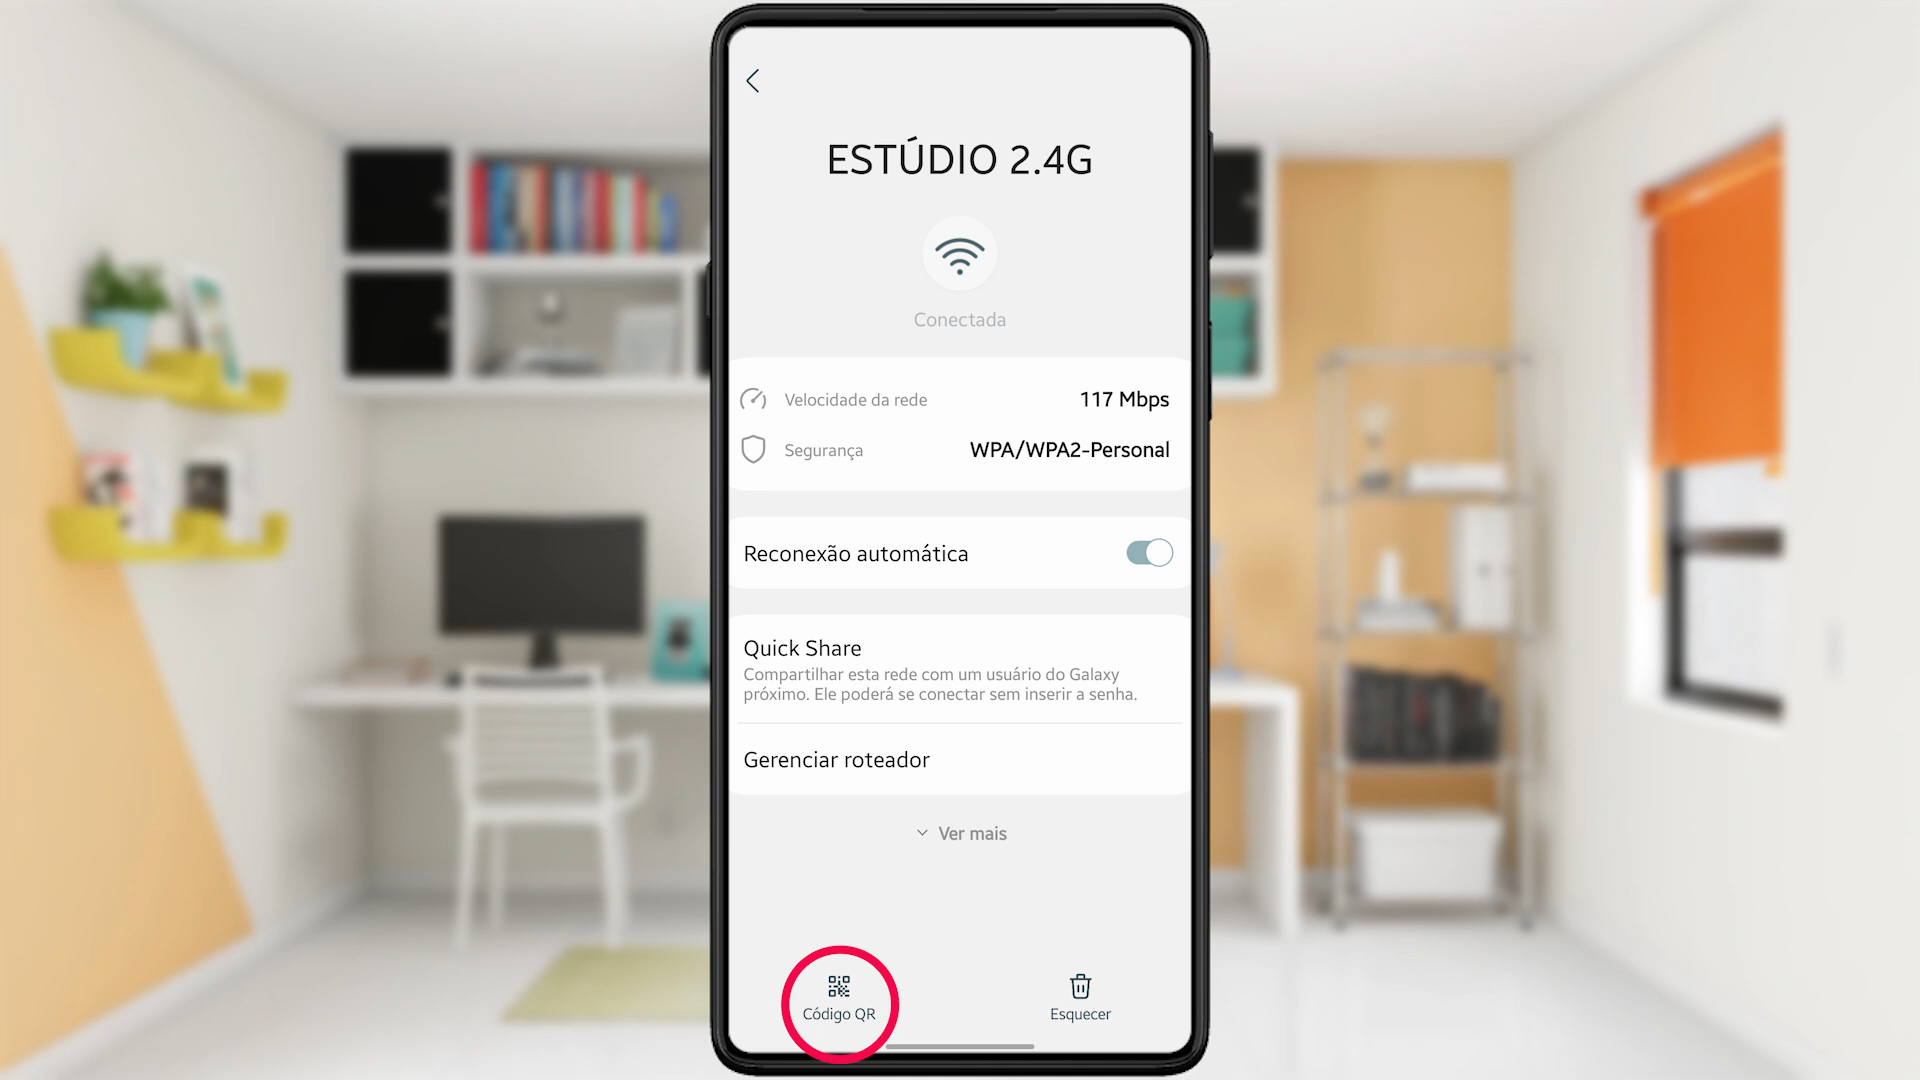 ESTÚDIO 2.4G
Conectada
Velocidade da rede 117 Mbps
Segurança WPA/WPA2-Personal
Reconexão automática
Quick Share
Compartilhar esta rede com um usuário do Galaxy
próximo. Ele poderá se conectar sem inserir a senha.
Gerenciar roteador
Ver mais
Código QR
Esquecer